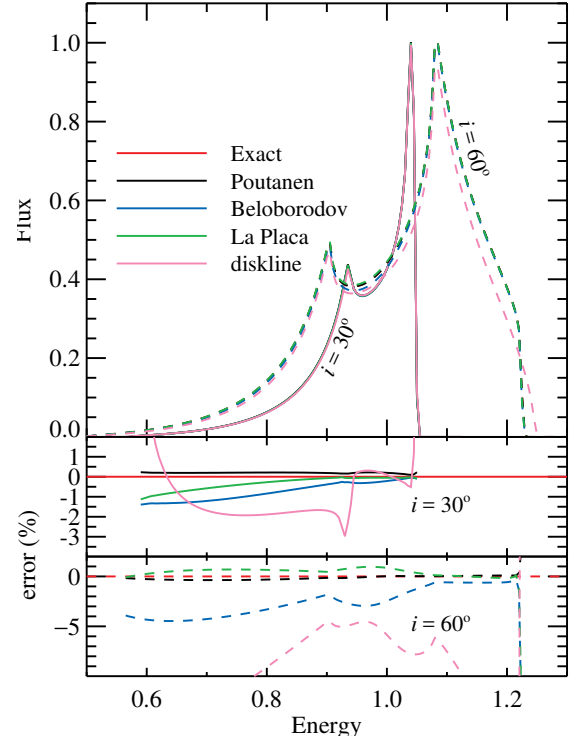 1.0
0.8
0.6
0.4
0.2
0.0
Flux
Exact
Poutanen
Beloborodov
La Placa
diskline
i = 60°
i = 30°
1
0
-1
-2
-3
i = 30°
error (%)
0
-5
i = 60°
0.6 0.8 1.0 1.2
Energy